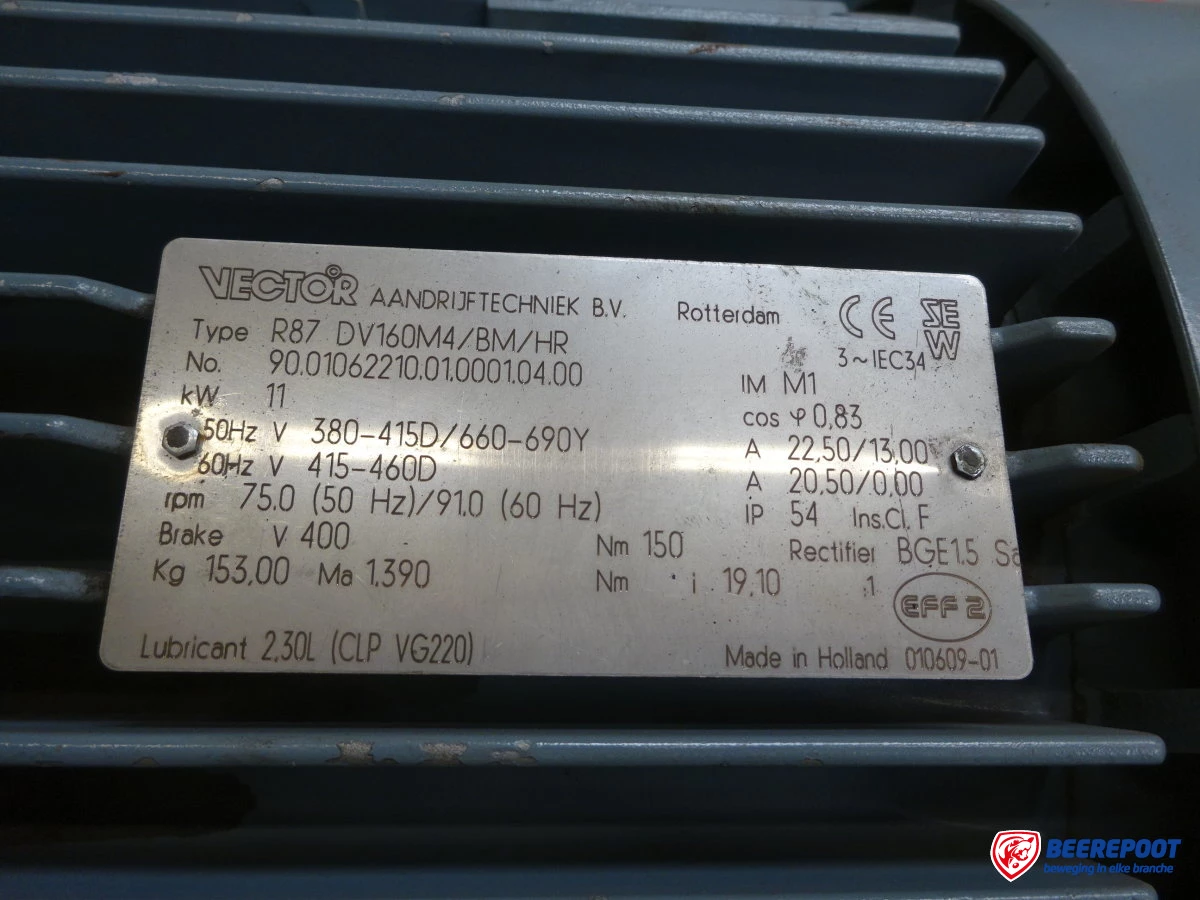 VECTOR AANDRIJFTECHNIEK B.V. Rotterdam CE SEW
Type R87 DV160M4/BM/HR
3~IEC34
No. 90.01062210.01.0001.04.00
IM M1
kW 11
cos φ 0,83
50Hz V 380-415D/660-690Y A 22,50/13,00
60Hz V 415-460D A 20,50/0,00
rpm 75.0 (50 Hz)/91.0 (60 Hz) IP 54 Ins.Cl. F
Brake V 400 Nm 150 Rectifier BGE1.5 Sa
Kg 153,00 Ma 1.390 Nm i 19,10 :1
EFF 2
Lubricant 2,30L (CLP VG220) Made in Holland 010609-01
BEEREPOOT
beweging in elke branche